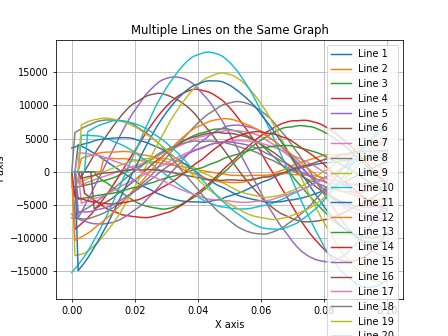 Multiple Lines on the Same Graph
15000
10000
5000
0
−5000
−10000
−15000
0.00
0.02
0.04
0.06
X axis
Line 1
Line 2
Line 3
Line 4
Line 5
Line 6
Line 7
Line 8
Line 9
Line 10
Line 11
Line 12
Line 13
Line 14
Line 15
Line 16
Line 17
Line 18
Line 19
Line 20